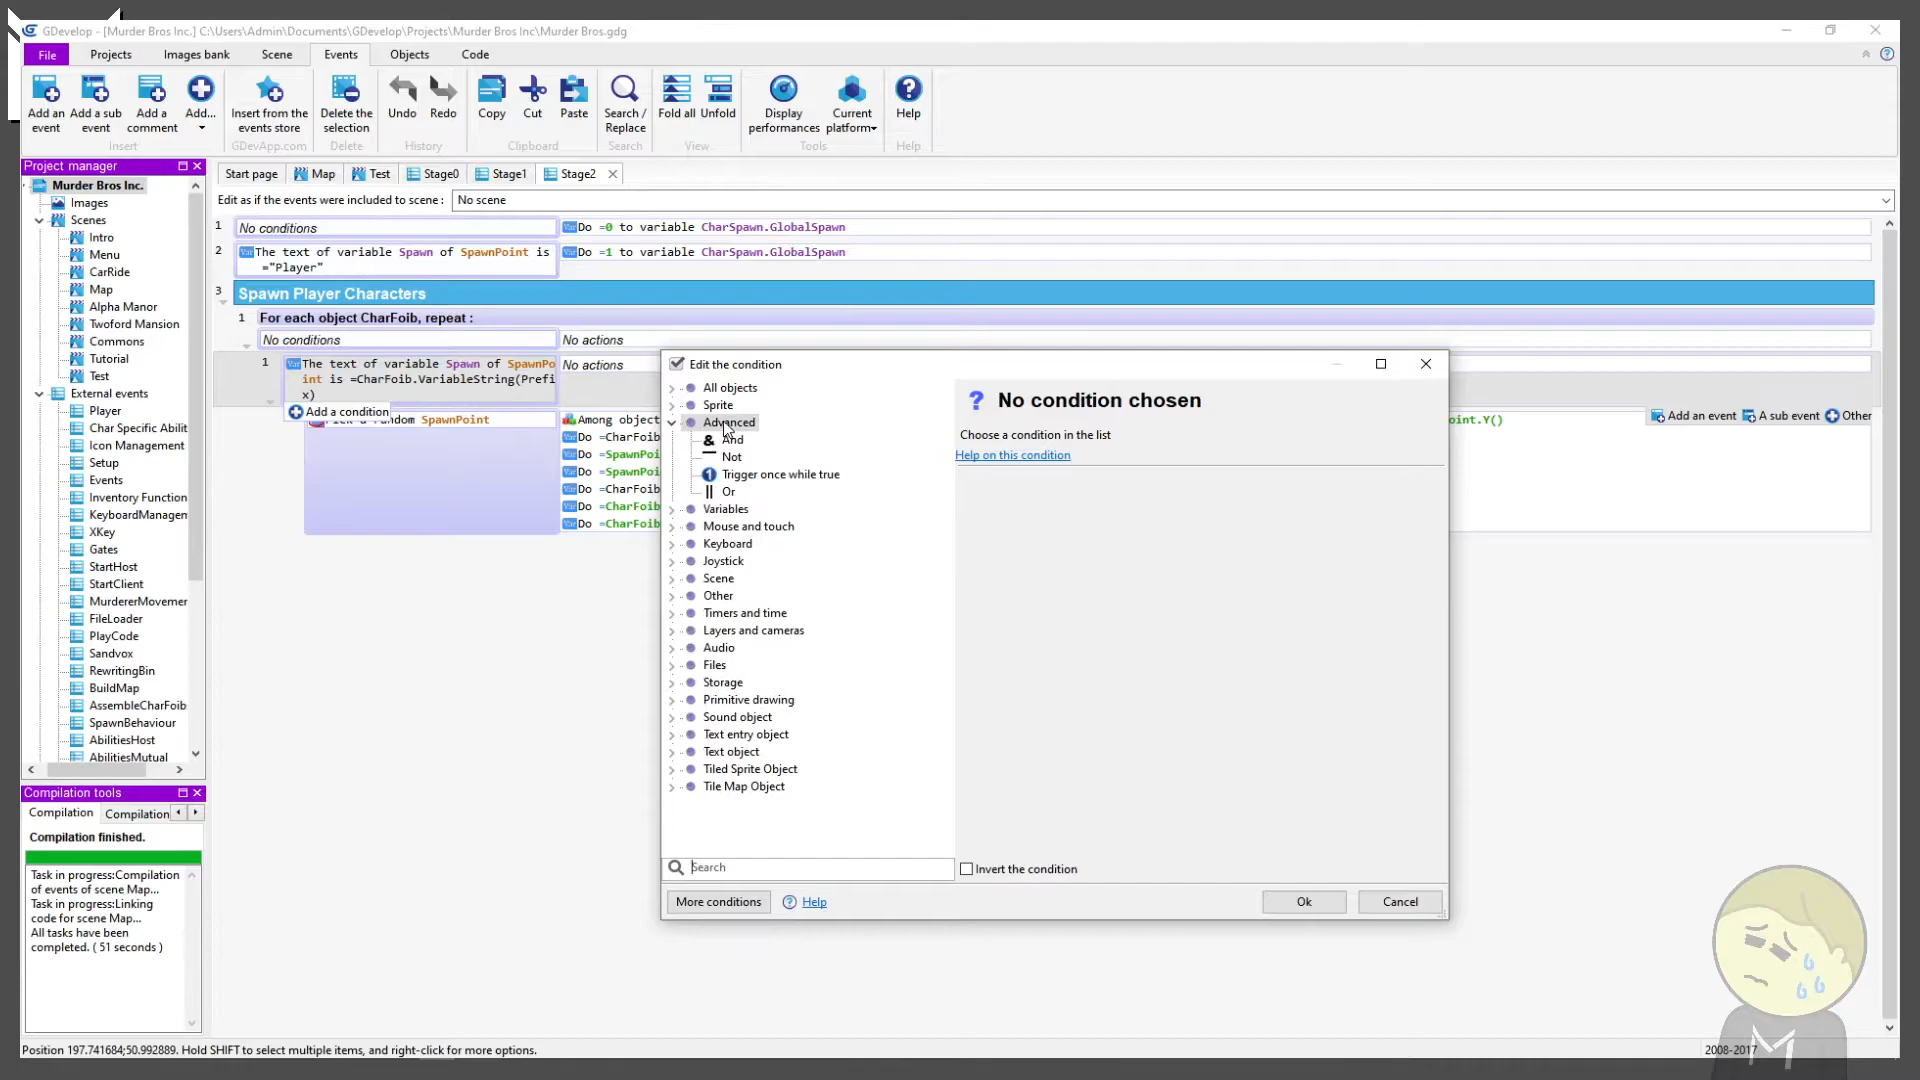 GDevelop - [Murder Bros Inc.] C:\Users\Admin\Documents\GDevelop\Projects\Murder Bros Inc\Murder Bros.gdg
File Projects Images bank Scene Events Objects Code
Add an event
Add a sub event
Add a comment
Add...
Insert from the events store
Delete the selection
Undo
Redo
Copy
Cut
Paste
Search / Replace
Fold all
Unfold
Display performances
Current platform
Help
Insert GDevApp.com Delete History Clipboard Search View Tools Help
Project manager
Murder Bros Inc.
Images
Scenes
Intro
Menu
CarRide
Map
Alpha Manor
Twoford Mansion
Commons
Tutorial
Test
External events
Player
Char Specific Abilit
Icon Management
Setup
Events
Inventory Function
KeyboardManagen
XKey
Gates
StartHost
StartClient
MurdererMovemer
FileLoader
PlayCode
Sandvox
RewritingBin
BuildMap
AssembleCharFoib
SpawnBehaviour
AbilitiesHost
AbilitiesMutual
Compilation tools
Compilation Compilation
Compilation finished.
Task in progress:Compilation
of events of scene Map...
Task in progress:Linking
code for scene Map...
All tasks have been
completed. ( 51 seconds )
Start page Map Test Stage0 Stage1 Stage2
Edit as if the events were included to scene : No scene
1 No conditions Do =0 to variable CharSpawn.GlobalSpawn
2 The text of variable Spawn of SpawnPoint is Do =1 to variable CharSpawn.GlobalSpawn
="Player"
3 Spawn Player Characters
1 For each object CharFoib, repeat :
No conditions No actions
1 The text of variable Spawn of SpawnPo No actions
int is =CharFoib.VariableString(Prefi
x)
Add a condition
Pick a random SpawnPoint Among object oint.Y()
Do =CharFoib
Do =SpawnPoi
Do =SpawnPoi
Do =CharFoib
Do =CharFoib
Do =CharFoib
Add an event A sub event Other
Edit the condition
All objects
Sprite
Advanced
And
Not
Trigger once while true
Or
Variables
Mouse and touch
Keyboard
Joystick
Scene
Other
Timers and time
Layers and cameras
Audio
Files
Storage
Primitive drawing
Sound object
Text entry object
Text object
Tiled Sprite Object
Tile Map Object
Search
More conditions Help
? No condition chosen
Choose a condition in the list
Help on this condition
Invert the condition
Ok Cancel
Position 197.741684;50.992889. Hold SHIFT to select multiple items, and right-click for more options. 2008-2017